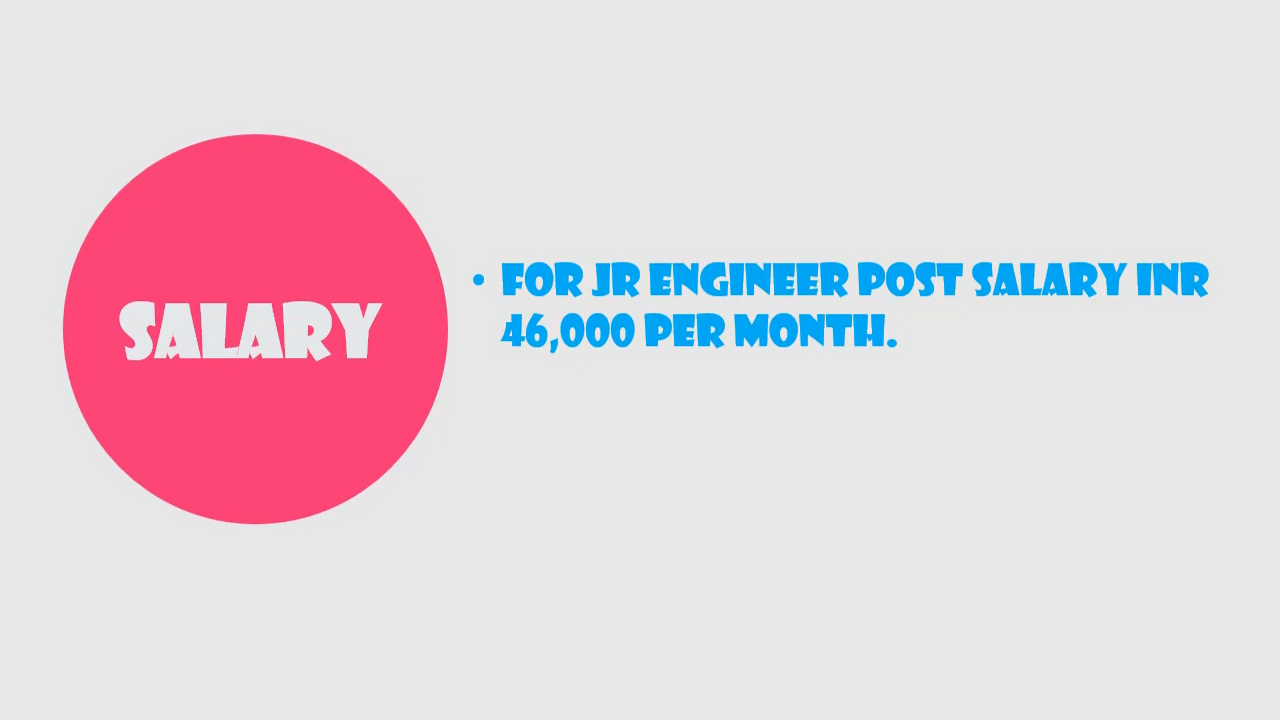 SALARY
• FOR JR ENGINEER POST SALARY INR
46,000 PER MONTH.